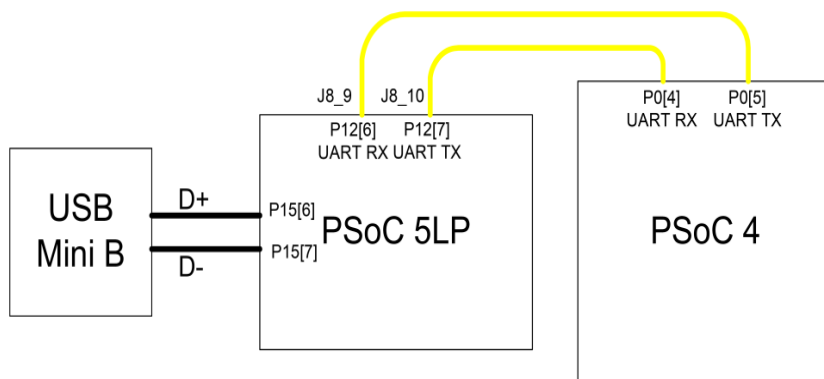 J8_9 J8_10
P12[6] P12[7]
UART RX UART TX
P0[4] P0[5]
UART RX UART TX
USB
Mini B
D+
D-
P15[6]
P15[7]
PSoC 5LP
PSoC 4